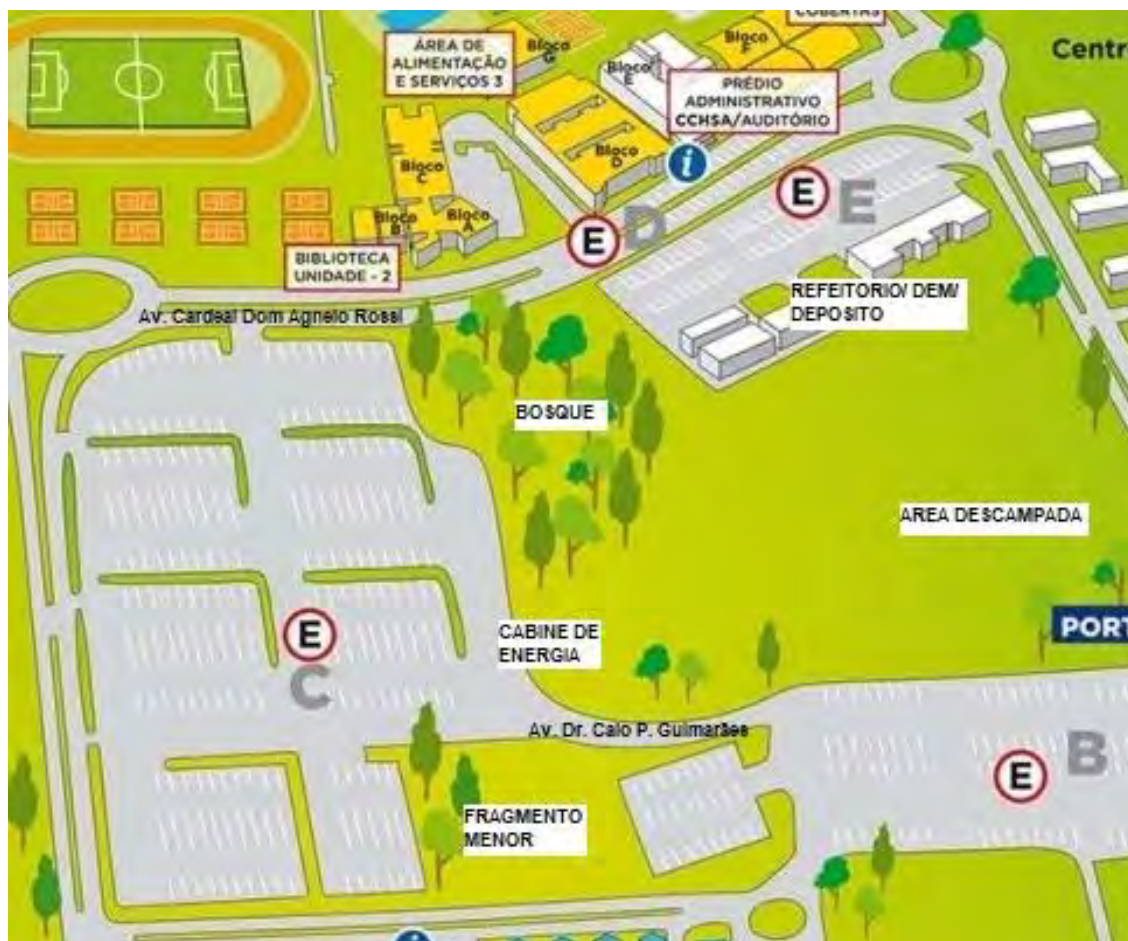 COBERTAS
Centr
ÁREA DE
ALIMENTAÇÃO
E SERVIÇOS 3
Bloco
G
Bloco
E
Bloco
F
PRÉDIO
ADMINISTRATIVO
CCHSA/AUDITÓRIO
Bloco
D
i
Bloco
C
Bloco
B
Bloco
A
E
E
E
D
BIBLIOTECA
UNIDADE - 2
REFEITORIO/ DEM/
DEPOSITO
Av. Cardeal Dom Agnelo Rossi
BOSQUE
AREA DESCAMPADA
E
C
CABINE DE
ENERGIA
PORT
Av. Dr. Caio P. Guimarães
E
B
FRAGMENTO
MENOR